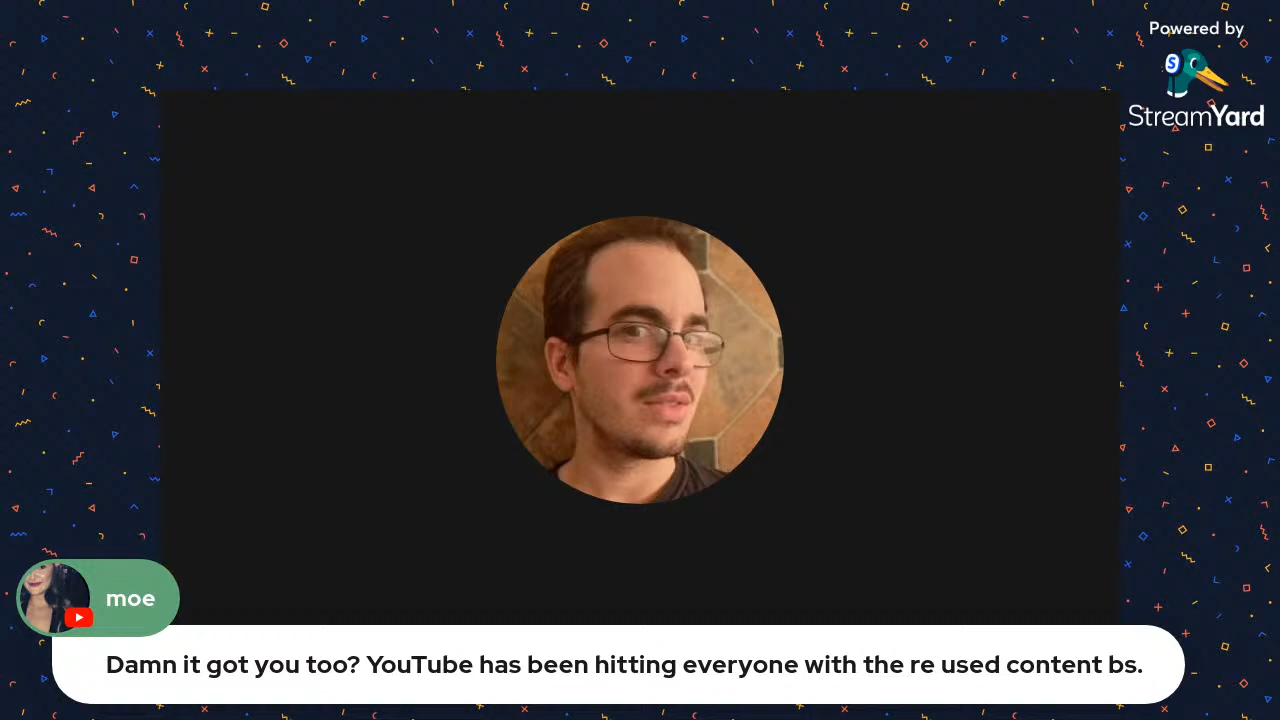 Powered by
S
StreamYard
moe
Damn it got you too? YouTube has been hitting everyone with the re used content bs.